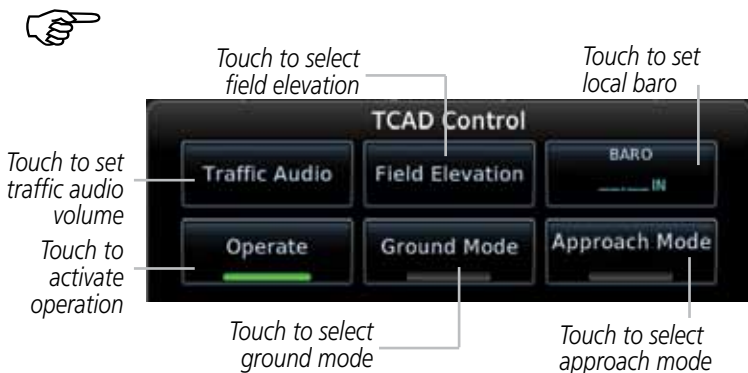 Touch to select
field elevation
Touch to set
local baro
TCAD Control
Touch to set
traffic audio
volume
Traffic Audio
Field Elevation
BARO
__.__ IN
Touch to
activate
operation
Operate
Ground Mode
Approach Mode
Touch to select
ground mode
Touch to select
approach mode